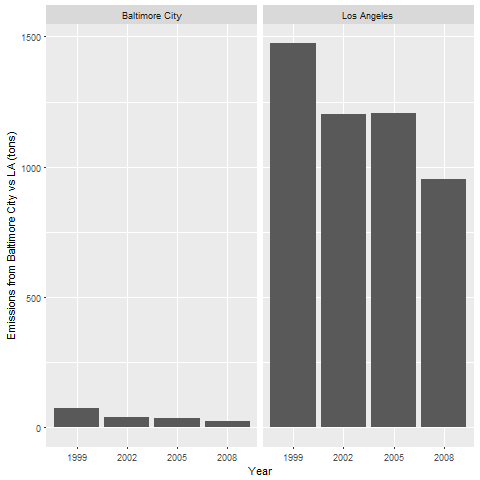 Baltimore City
Los Angeles
Emissions from Baltimore City vs LA (tons)
1500
1000
500
0
1999 2002 2005 2008
1999 2002 2005 2008
Year